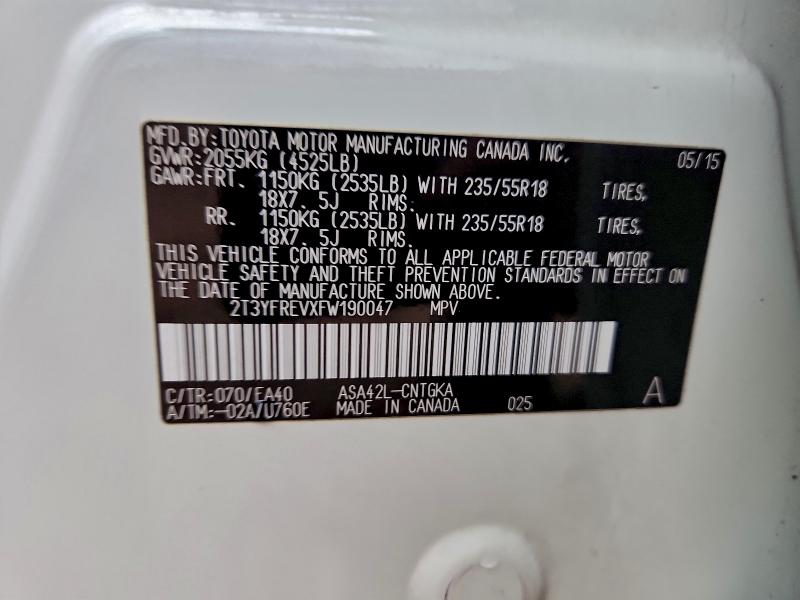 MFD. BY: TOYOTA MOTOR MANUFACTURING CANADA INC. 05/15
GVWR: 2055KG (4525LB)
GAWR: FRT. 1150KG (2535LB) WITH 235/55R18 TIRES,
18X7. 5J RIMS.
RR. 1150KG (2535LB) WITH 235/55R18 TIRES,
18X7. 5J RIMS.
THIS VEHICLE CONFORMS TO ALL APPLICABLE FEDERAL MOTOR
VEHICLE SAFETY AND THEFT PREVENTION STANDARDS IN EFFECT ON
THE DATE OF MANUFACTURE SHOWN ABOVE.
2T3YFREVXFW190047 MPV
C/TR: 070/EA40 ASA42L-CNTGKA
A/TM: -02A/U760E MADE IN CANADA 025 A